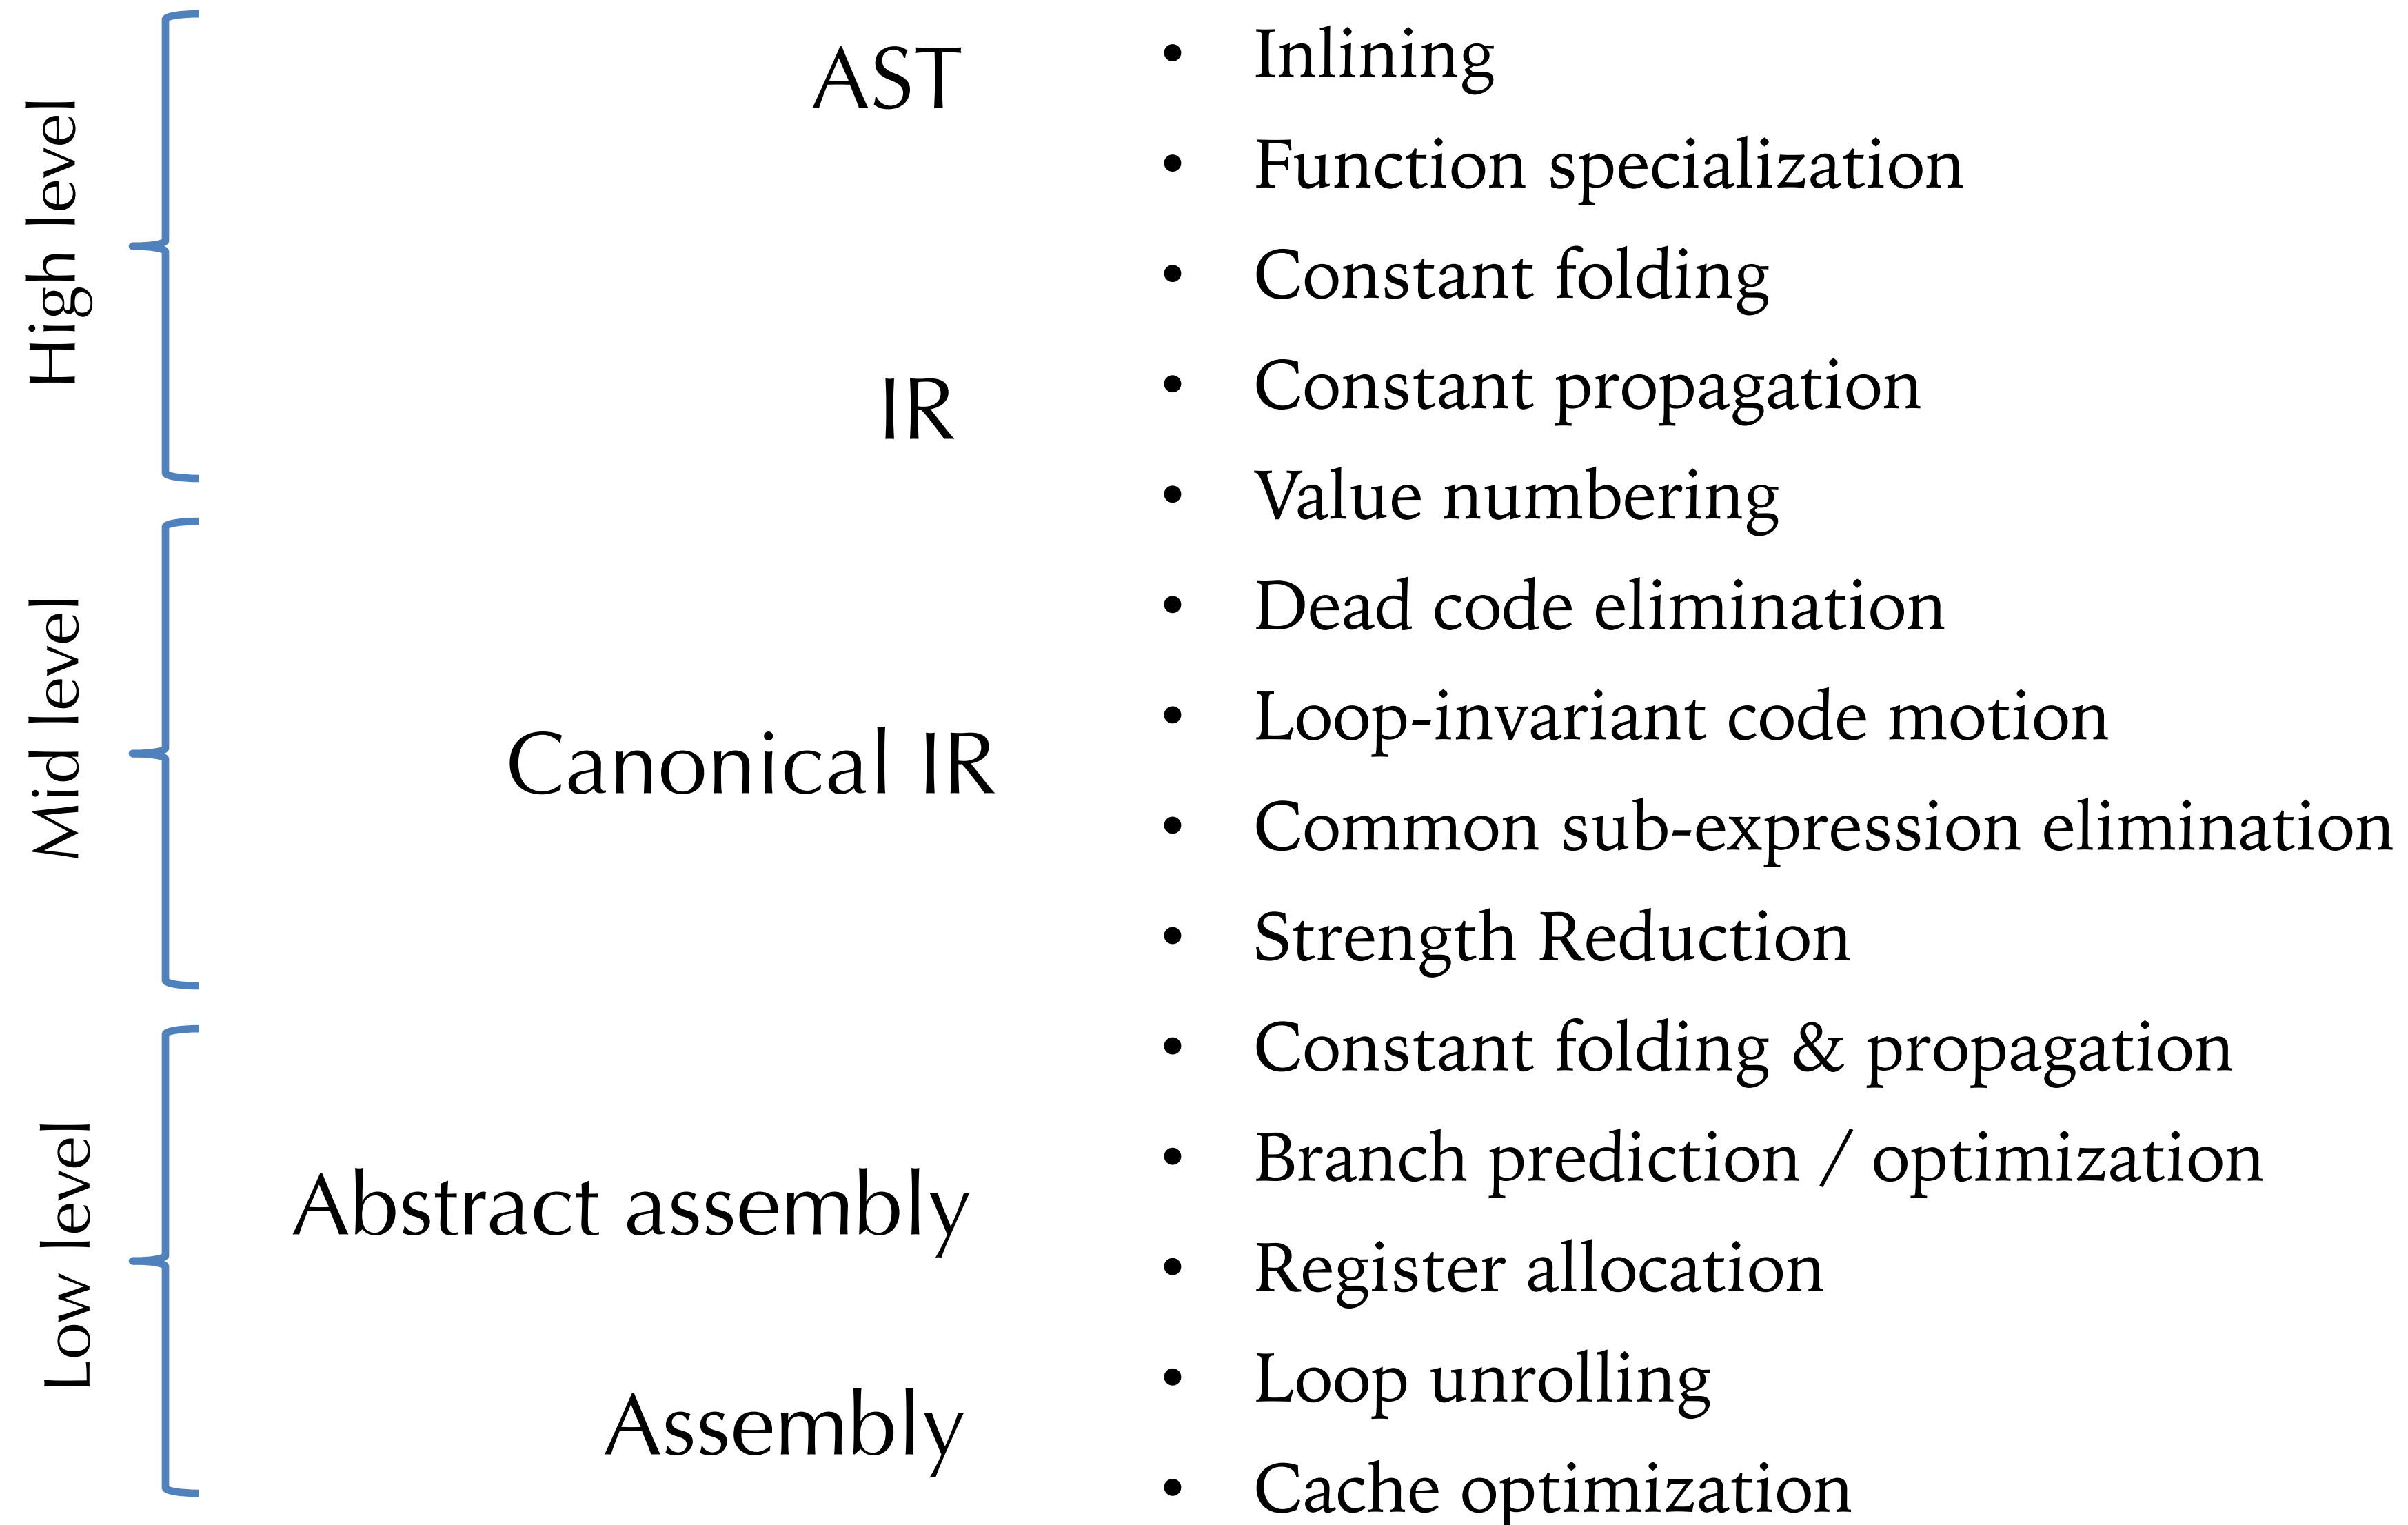 High level
AST
IR
Mid level
Canonical IR
Low level
Abstract assembly
Assembly
• Inlining
• Function specialization
• Constant folding
• Constant propagation
• Value numbering
• Dead code elimination
• Loop-invariant code motion
• Common sub-expression elimination
• Strength Reduction
• Constant folding & propagation
• Branch prediction / optimization
• Register allocation
• Loop unrolling
• Cache optimization